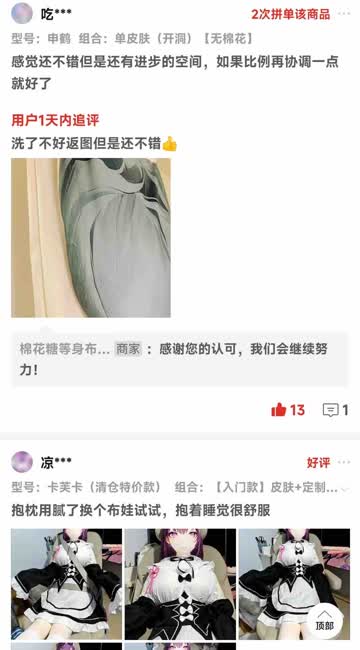 吃***
2次拼单该商品
型号：申鹤 组合：单皮肤（开洞）【无棉花】
感觉还不错但是还有进步的空间，如果比例再协调一点
就好了
用户1天内追评
洗了不好返图但是还不错👍
棉花糖等身布... 商家 ：感谢您的认可，我们会继续努
力！
13
1
凉***
好评
型号：卡芙卡（清仓特价款） 组合：【入门款】皮肤+定制...
抱枕用腻了换个布娃试试，抱着睡觉很舒服
顶部